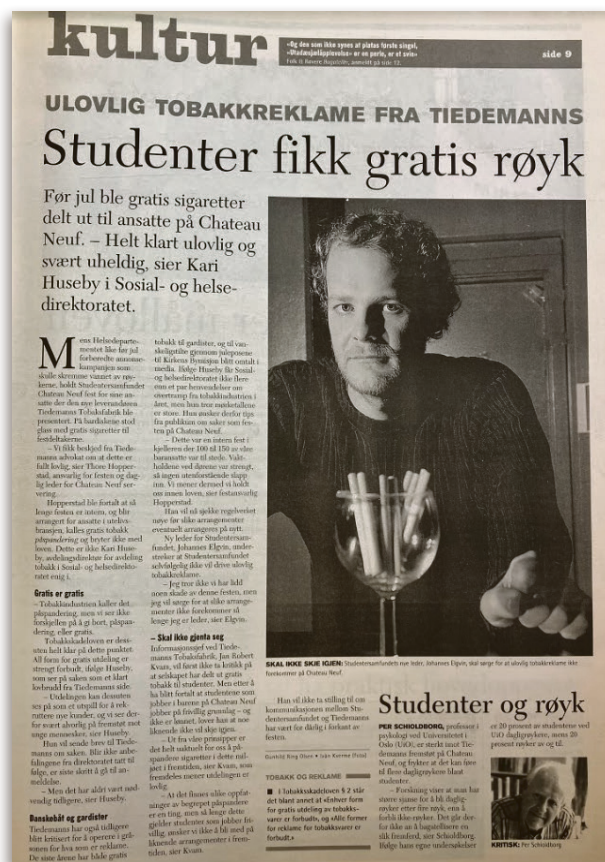 kultur
«Og den som ikke synes at platas første singel,
er en perle, er et svin»
side 9
ULOVLIG TOBAKKREKLAME FRA TIEDEMANNS
Studenter fikk gratis røyk
Før jul ble gratis sigaretter
delt ut til ansatte på Chateau
Neuf. – Helt klart ulovlig og
svært uheldig, sier Kari
Huseby i Sosial- og helse-
direktoratet.
Mens Helsedeparte-
mentet like før jul
forberedte annonse-
kampanjen som
skulle skremme vannet av røy-
kerne, holdt Studentersamfundet
Chateau Neuf fest for sine an-
satte der den nye leverandøren
Tiedemanns Tobaksfabrik ble
presentert. På bardiskene stod
glass med gratis sigaretter til
festdeltakerne.
– Vi fikk beskjed fra Tiede-
manns advokat om at dette er
fullt lovlig, sier Thore Hopper-
stad, ansvarlig for festen og dag-
lig leder for Chateau Neuf ser-
vering.
Hopperstad ble fortalt at så
lenge festen er intern, og blir
arrangert for ansatte i utelivs-
bransjen, kalles gratis tobakk
påspandering og bryter ikke med
loven. Dette er ikke Kari Huse-
by, avdelingsdirektør for avdeling
tobakk i Sosial- og helsedirekto-
ratet enig i.
Gratis er gratis
– Tobakksindustrien kaller det
påspandering, men vi ser ikke
forskjellen på å gi bort, påspan-
dering, eller gratis.
Tobakksskadeloven er dess-
uten helt klar på dette punktet.
All form for gratis utdeling er
strengt forbudt, ifølge Huseby,
som ser på saken som et klart
lovbrudd fra Tiedemanns side.
– Utdelingen kan dessuten
ses på som et utspill for å rek-
ruttere nye kunder, og vi ser der-
for svært alvorlig på fremstøt mot
unge mennesker, sier Huseby
Hun vil sende brev til Tiede-
manns om saken. Blir ikke anbe-
falingene fra direktoratet tatt til
følge, er siste skritt å gå til an-
meldelse.
– Men det har aldri vært nød-
vendig tidligere, sier Huseby.
Banskebåt og gardister
Tiedemanns har også tidligere
blitt kritisert for å operere i grå-
sonen for hva som er reklame.
De siste årene har både gratis
tobakk til gardister, og til van-
skeligstilte gjennom juleposene
til Kirkens Bymisjon blitt omtalt i
media. Ifølge Huseby får Sosial-
og helsedirektoratet ikke flere
enn et par henvendelser om
overtramp fra tobakksindustrien i
året, men hun tror mørketallene
er store. Hun ønsker derfor tips
fra publikum om saker som fes-
ten på Chateau Neuf.
– Dette var en intern fest i
kjelleren der 100 til 150 av våre
baransatte var til stede. Vakt-
holdene ved dørene var strengt,
så ingen utenforstående slapp
inn. Vi mener dermed vi holdt
oss innen loven, sier festansvarlig
Hopperstad.
Han vil nå sjekke regelverket
nøye før slike arrangementer
eventuelt arrangeres på nytt.
Ny leder for Studentersam-
fundet, Johannes Elgvin, under-
streker at Studentersamfundet
selvfølgelig ikke vil drive ulovlig
tobakkreklame.
– Jeg tror ikke vi har lidd
noen skade av denne festen, men
jeg vil sørge for at slike arrange-
menter ikke forekommer så
lenge jeg er leder, sier Elgvin.
– Skal ikke gjenta seg
Informasjonssjef ved Tiedemanns
Tobaksfabrik, Jan Robert
Kvam, vil først ikke ta kritikk på
at selskapet har delt ut gratis
tobakk til studenter. Men etter å
ha blitt fortalt at studentene som
jobber i barene på Chateau Neuf
jobber på frivillig grunnlag – og
ikke er lønnet, lover han at noe
liknende ikke vil skje igjen.
– Ut fra våre prinsipper er
det helt uaktuelt for oss å på-
spandere sigaretter i dette mil-
jøet i fremtiden, sier Kvam, som
fremdeles mener utdelingen er
lovlig.
– At det finnes ulike oppfat-
ninger av begrepet påspandere
er en ting, men så lenge dette
gjelder studenter som jobber fri-
villig, ønsker vi ikke å bli med på
liknende arrangementer i frem-
tiden, sier Kvam.
SKAL IKKE SKJE IGJEN: Studentersamfundets nye leder, Johannes Elgvin, skal sørge for at ulovlig tobakkreklame ikke
forekommer på Chateau Neuf.
Han vil ikke ta stilling til om
kommunikasjonen mellom Stu-
dentersamfundet og Tiedemanns
har vært for dårlig i forkant av
festen.
TOBAKK OG REKLAME
I tobakksskadeloven § 2 står
det blant annet at «Enhver form
for gratis utdeling av tobakks-
varer er forbudt», og «Alle former
for reklame for tobakksvarer er
forbudt.»
Studenter og røyk
PER SCHIOLDBORG, professor i
psykologi ved Universitetet i
Oslo (UiO), er sterkt imot Tiede-
manns fremstøt på Chateau
Neuf, og frykter at det kan føre
til flere dagligrøykere blant
studenter.
– Forskning viser at man har
større sjanse for å bli daglig-
røyker etter fire røyk, enn å
forbli ikke røyker. Det går der-
for ikke an å bagatellisere en
slik fremferd, sier Schioldborg.
Ifølge hans egne undersøkelser
er 20 prosent av studentene ved
UiO dagligrøykere, mens 20
prosent røyker av og til.
KRITISK: Per Schioldborg